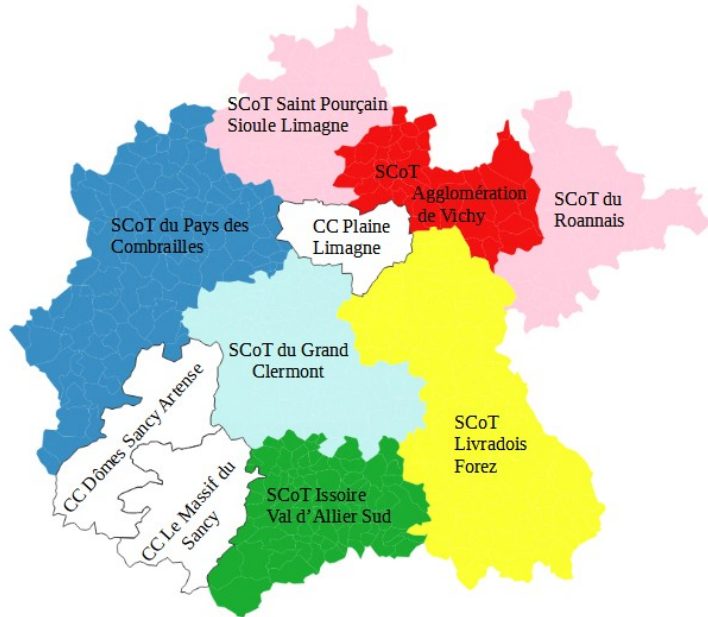 SCoT Saint Pourçain
Sioule Limagne
SCoT
Agglomération
de Vichy
SCoT du
Roannais
SCoT du Pays des
Combrailles
CC Plaine
Limagne
SCoT du Grand
Clermont
CC Dômes Sancy Artense
SCoT
Livradois
Forez
CC Le Massif du
Sancy
SCoT Issoire
Val d’Allier Sud